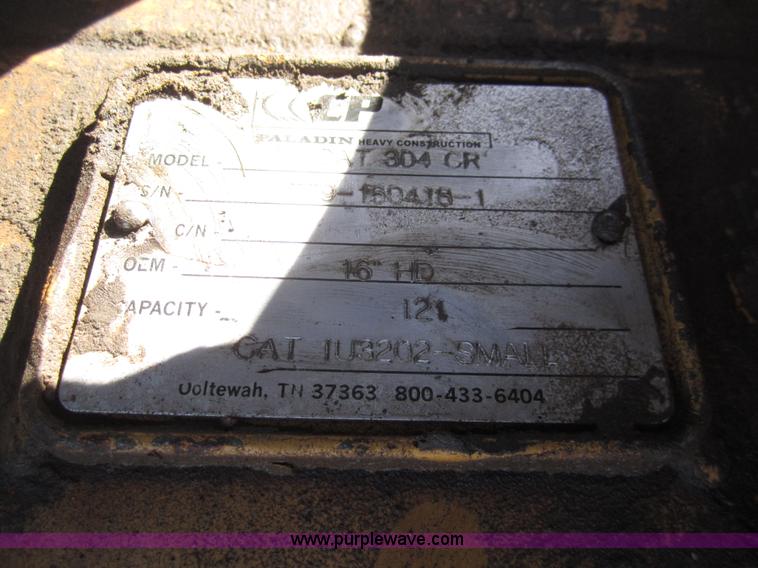 CP
PALADIN HEAVY CONSTRUCTION
MODEL - CAT 304 CR
S/N -
C/N -
OEM - 16" HD
CAPACITY - .121
CAT 1U3202-SMALL
Ooltewah, TN 37363 800-433-6404
www.purplewave.com